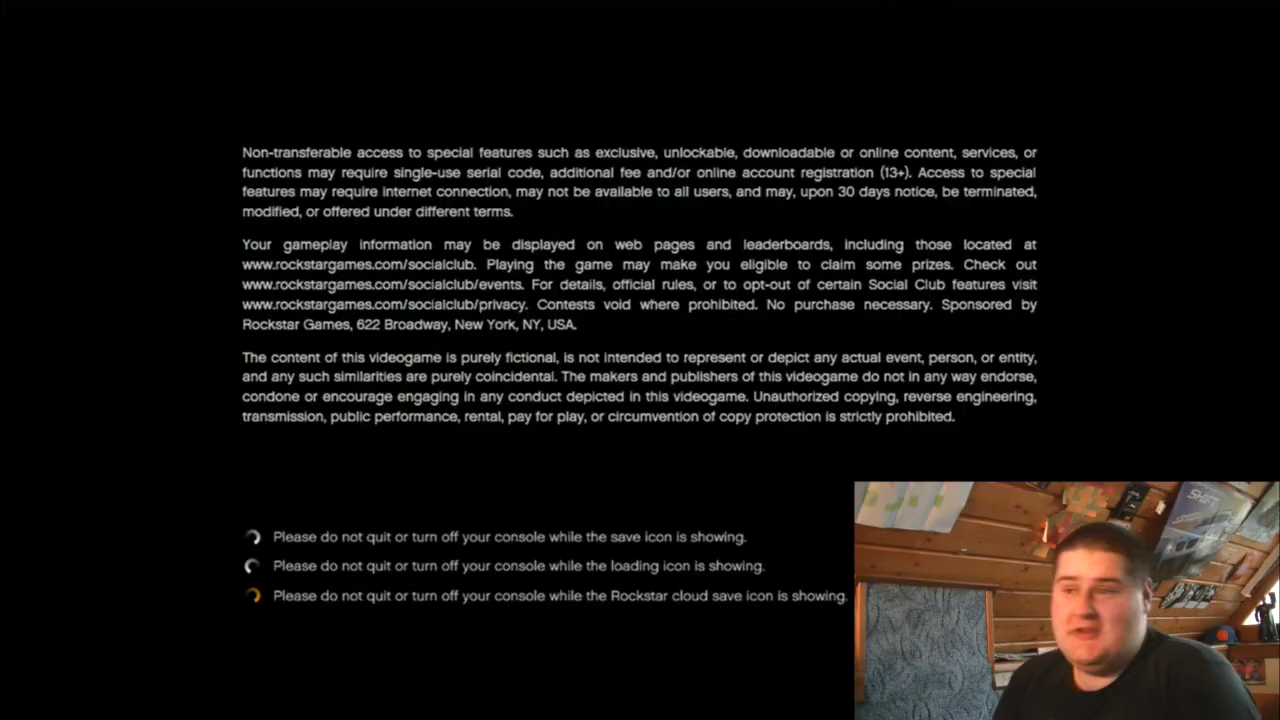 Non-transferable access to special features such as exclusive, unlockable, downloadable or online content, services, or
functions may require single-use serial code, additional fee and/or online account registration (13+). Access to special
features may require internet connection, may not be available to all users, and may, upon 30 days notice, be terminated,
modified, or offered under different terms.
Your gameplay information may be displayed on web pages and leaderboards, including those located at
www.rockstargames.com/socialclub. Playing the game may make you eligible to claim some prizes. Check out
www.rockstargames.com/socialclub/events. For details, official rules, or to opt-out of certain Social Club features visit
www.rockstargames.com/socialclub/privacy. Contests void where prohibited. No purchase necessary. Sponsored by
Rockstar Games, 622 Broadway, New York, NY, USA.
The content of this videogame is purely fictional, is not intended to represent or depict any actual event, person, or entity,
and any such similarities are purely coincidental. The makers and publishers of this videogame do not in any way endorse,
condone or encourage engaging in any conduct depicted in this videogame. Unauthorized copying, reverse engineering,
transmission, public performance, rental, pay for play, or circumvention of copy protection is strictly prohibited.
Please do not quit or turn off your console while the save icon is showing.
Please do not quit or turn off your console while the loading icon is showing.
Please do not quit or turn off your console while the Rockstar cloud save icon is showing.
SHIFT